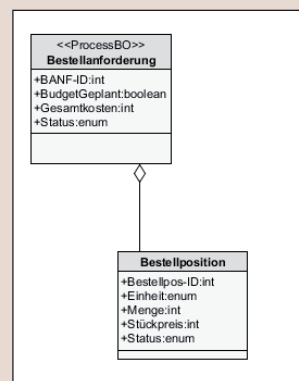 <<ProcessBO>>
Bestellanforderung
+BANF-ID:int
+BudgetGeplant:boolean
+Gesamtkosten:int
+Status:enum
Bestellposition
+Bestellpos-ID:int
+Einheit:enum
+Menge:int
+Stückpreis:int
+Status:enum